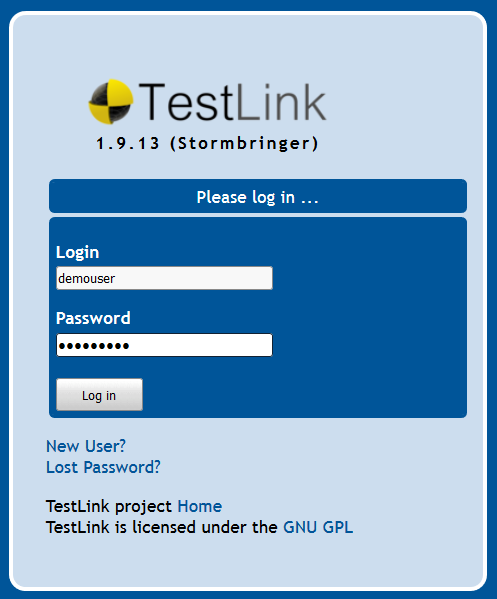 TestLink
1.9.13 (Stormbringer)
Please log in ...
Login
demouser
Password
•••••••••
Log in
New User?
Lost Password?
TestLink project Home
TestLink is licensed under the GNU GPL